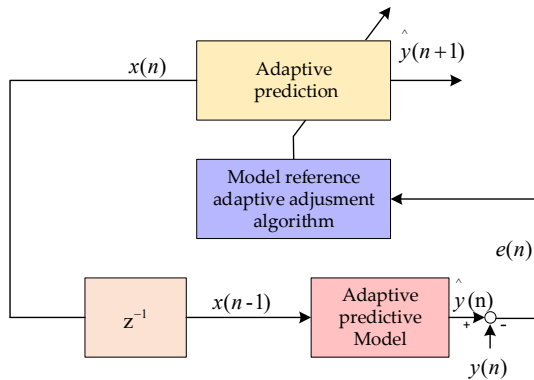 x(n)
Adaptive
prediction
ŷ(n+1)
Model reference
adaptive adjusment
algorithm
e(n)
z⁻¹
x(n-1)
Adaptive
predictive
Model
ŷ(n)
+
-
y(n)